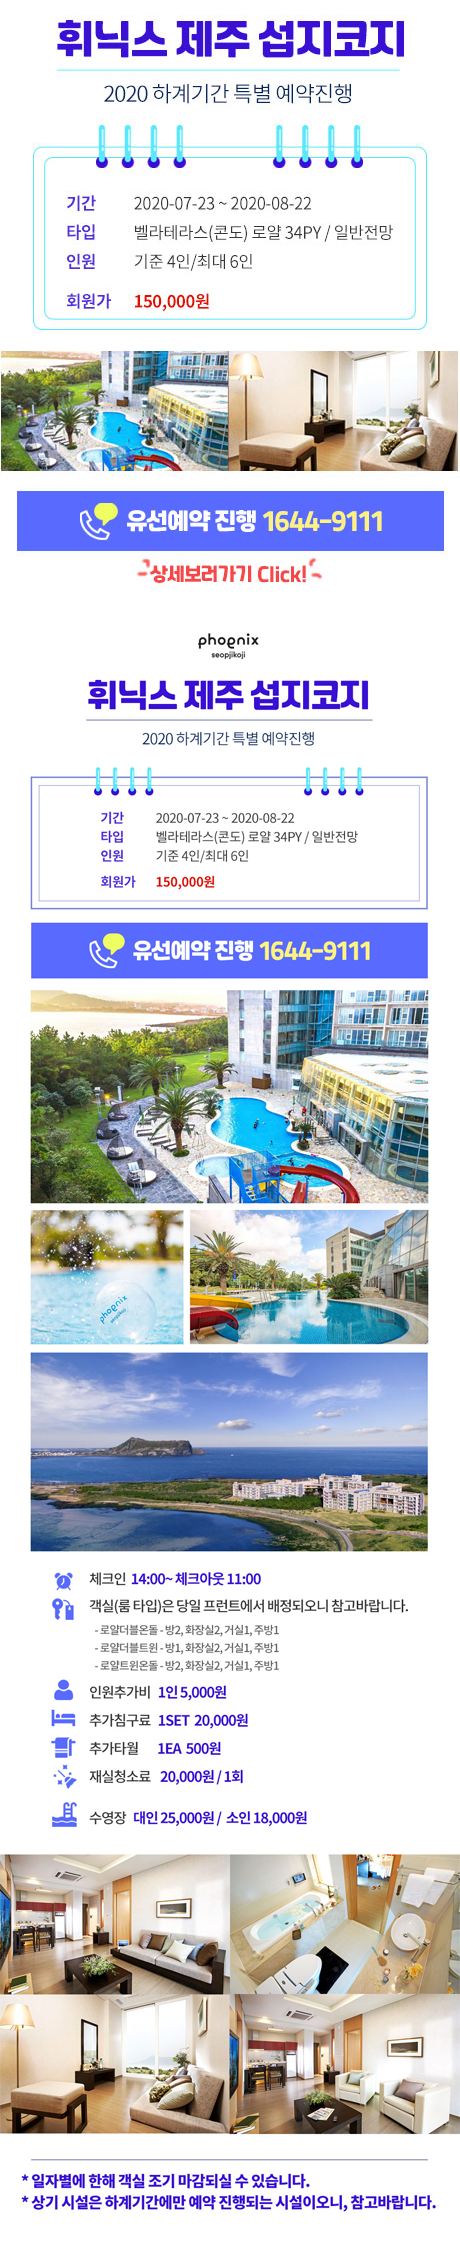 휘닉스 제주 섭지코지
2020 하계기간 특별 예약진행
기간 2020-07-23 ~ 2020-08-22
타입 벨라테라스(콘도) 로얄 34PY / 일반전망
인원 기준 4인/최대 6인
회원가 150,000원
유선예약 진행 1644-9111
상세보러가기 Click!
phoenix
seopjikoji
휘닉스 제주 섭지코지
2020 하계기간 특별 예약진행
기간 2020-07-23 ~ 2020-08-22
타입 벨라테라스(콘도) 로얄 34PY / 일반전망
인원 기준 4인/최대 6인
회원가 150,000원
유선예약 진행 1644-9111
phoenix
체크인 14:00~ 체크아웃 11:00
객실(룸 타입)은 당일 프런트에서 배정되오니 참고바랍니다.
- 로얄더블온돌 - 방2, 화장실2, 거실1, 주방1
- 로얄더블트윈 - 방1, 화장실2, 거실1, 주방1
- 로얄트윈온돌 - 방2, 화장실2, 거실1, 주방1
인원추가비 1인 5,000원
추가침구료 1SET 20,000원
추가타월 1EA 500원
재실청소료 20,000원 / 1회
수영장 대인 25,000원 / 소인 18,000원
* 일자별에 한해 객실 조기 마감되실 수 있습니다.
* 상기 시설은 하계기간에만 예약 진행되는 시설이오니, 참고바랍니다.